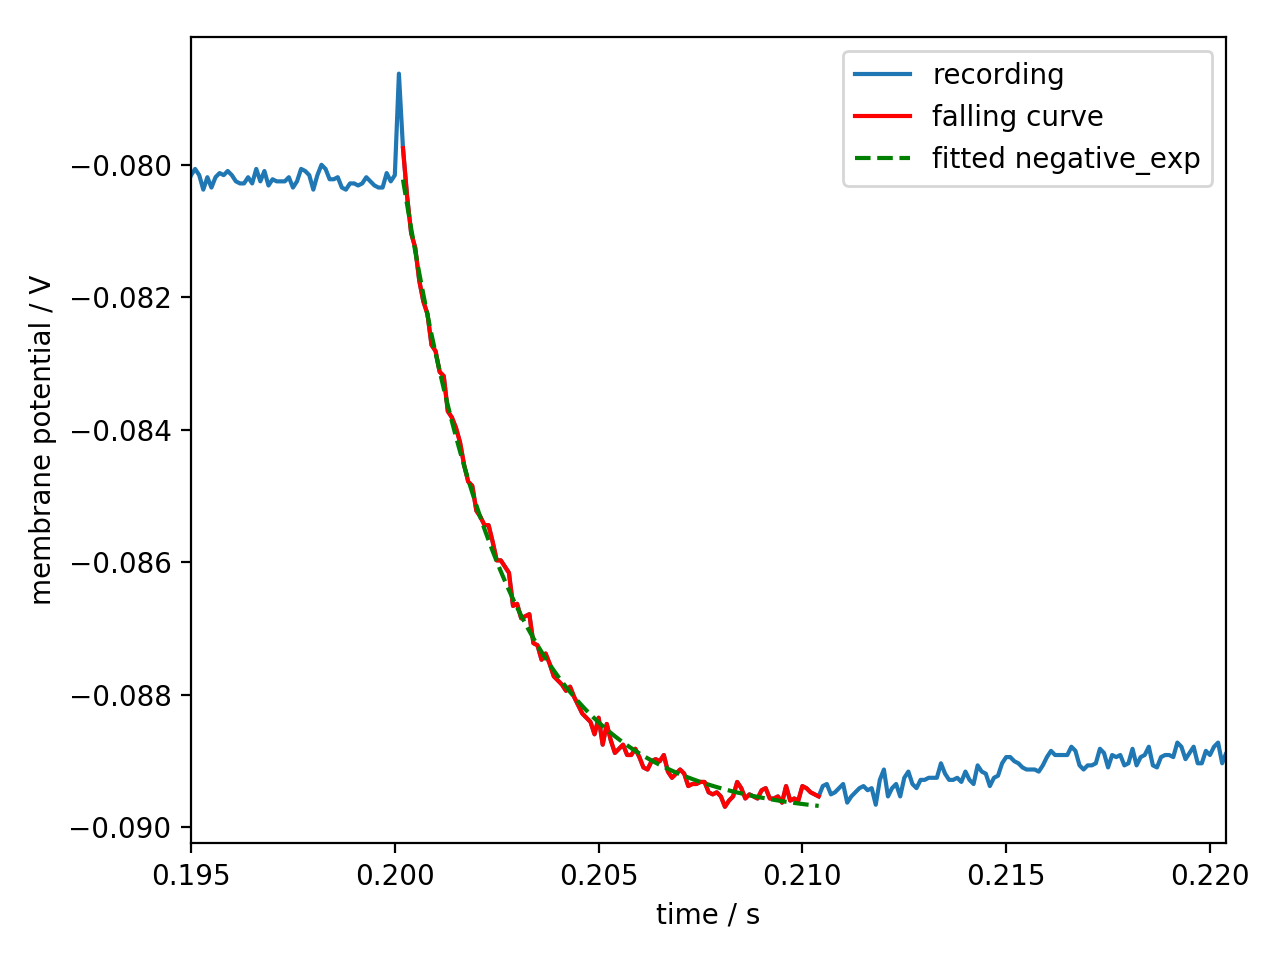 recording
falling curve
fitted negative_exp
membrane potential / V
−0.080
−0.082
−0.084
−0.086
−0.088
−0.090
0.195 0.200 0.205 0.210 0.215 0.220
time / s